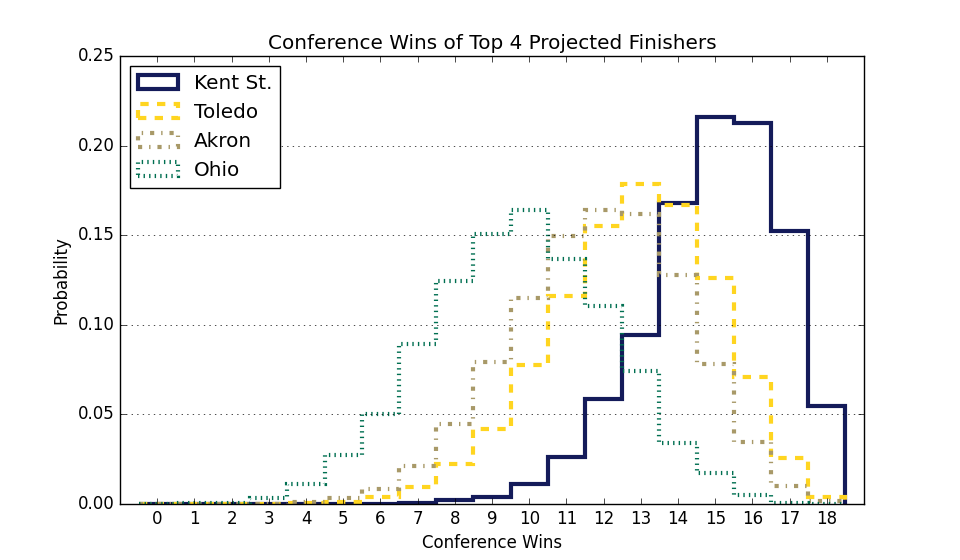 Conference Wins of Top 4 Projected Finishers
0.25
0.20
0.15
0.10
0.05
0.00
Probability
Kent St.
Toledo
Akron
Ohio
0 1 2 3 4 5 6 7 8 9 10 11 12 13 14 15 16 17 18
Conference Wins